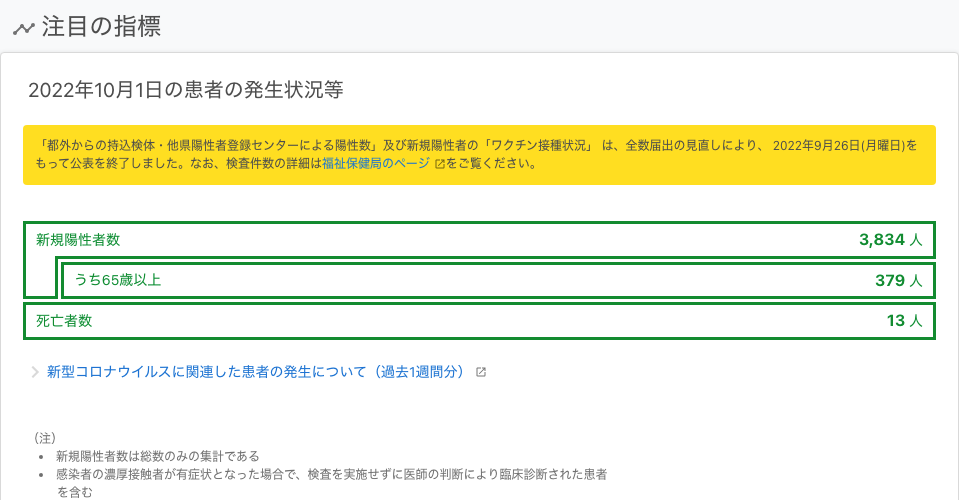 注目の指標
2022年10月1日の患者の発生状況等
「都外からの持込検体・他県陽性者登録センターによる陽性数」及び新規陽性者の「ワクチン接種状況」 は、全数届出の見直しにより、 2022年9月26日(月曜日)を
もって公表を終了しました。なお、検査件数の詳細は福祉保健局のページ をご覧ください。
新規陽性者数 3,834 人
うち65歳以上 379 人
死亡者数 13 人
新型コロナウイルスに関連した患者の発生について（過去1週間分）
（注）
• 新規陽性者数は総数のみの集計である
• 感染者の濃厚接触者が有症状となった場合で、検査を実施せずに医師の判断により臨床診断された患者
を含む